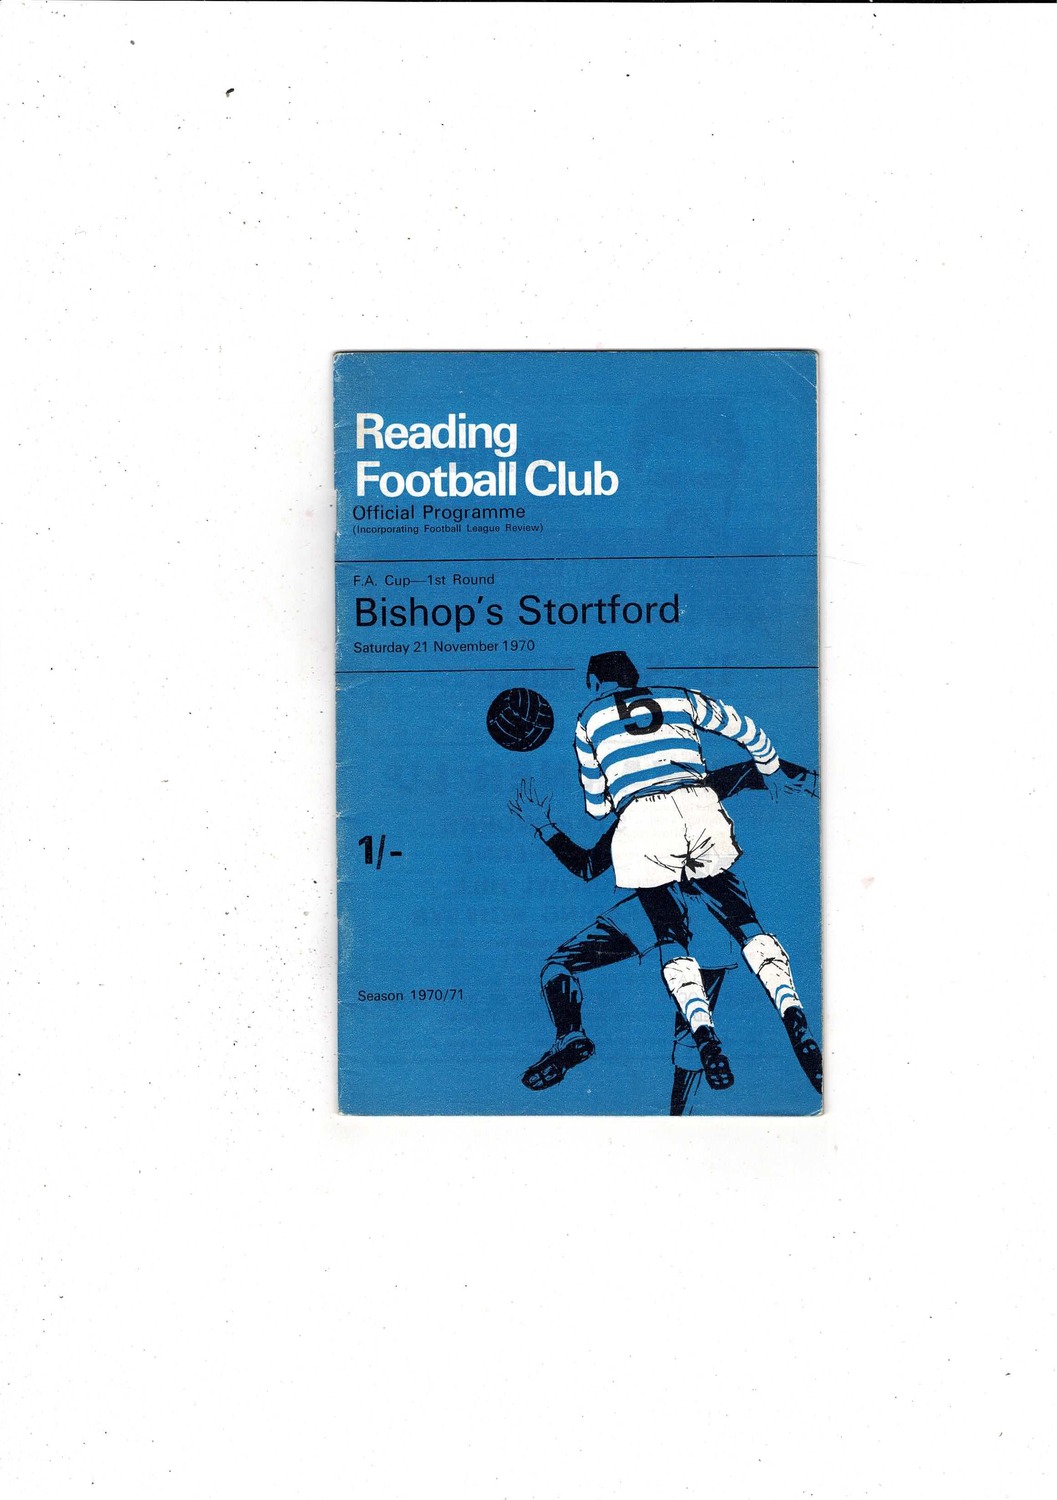 Reading
Football Club
Official Programme
(Incorporating Football League Review)
F.A. Cup—1st Round
Bishop's Stortford
Saturday 21 November 1970
5
1/-
Season 1970/71